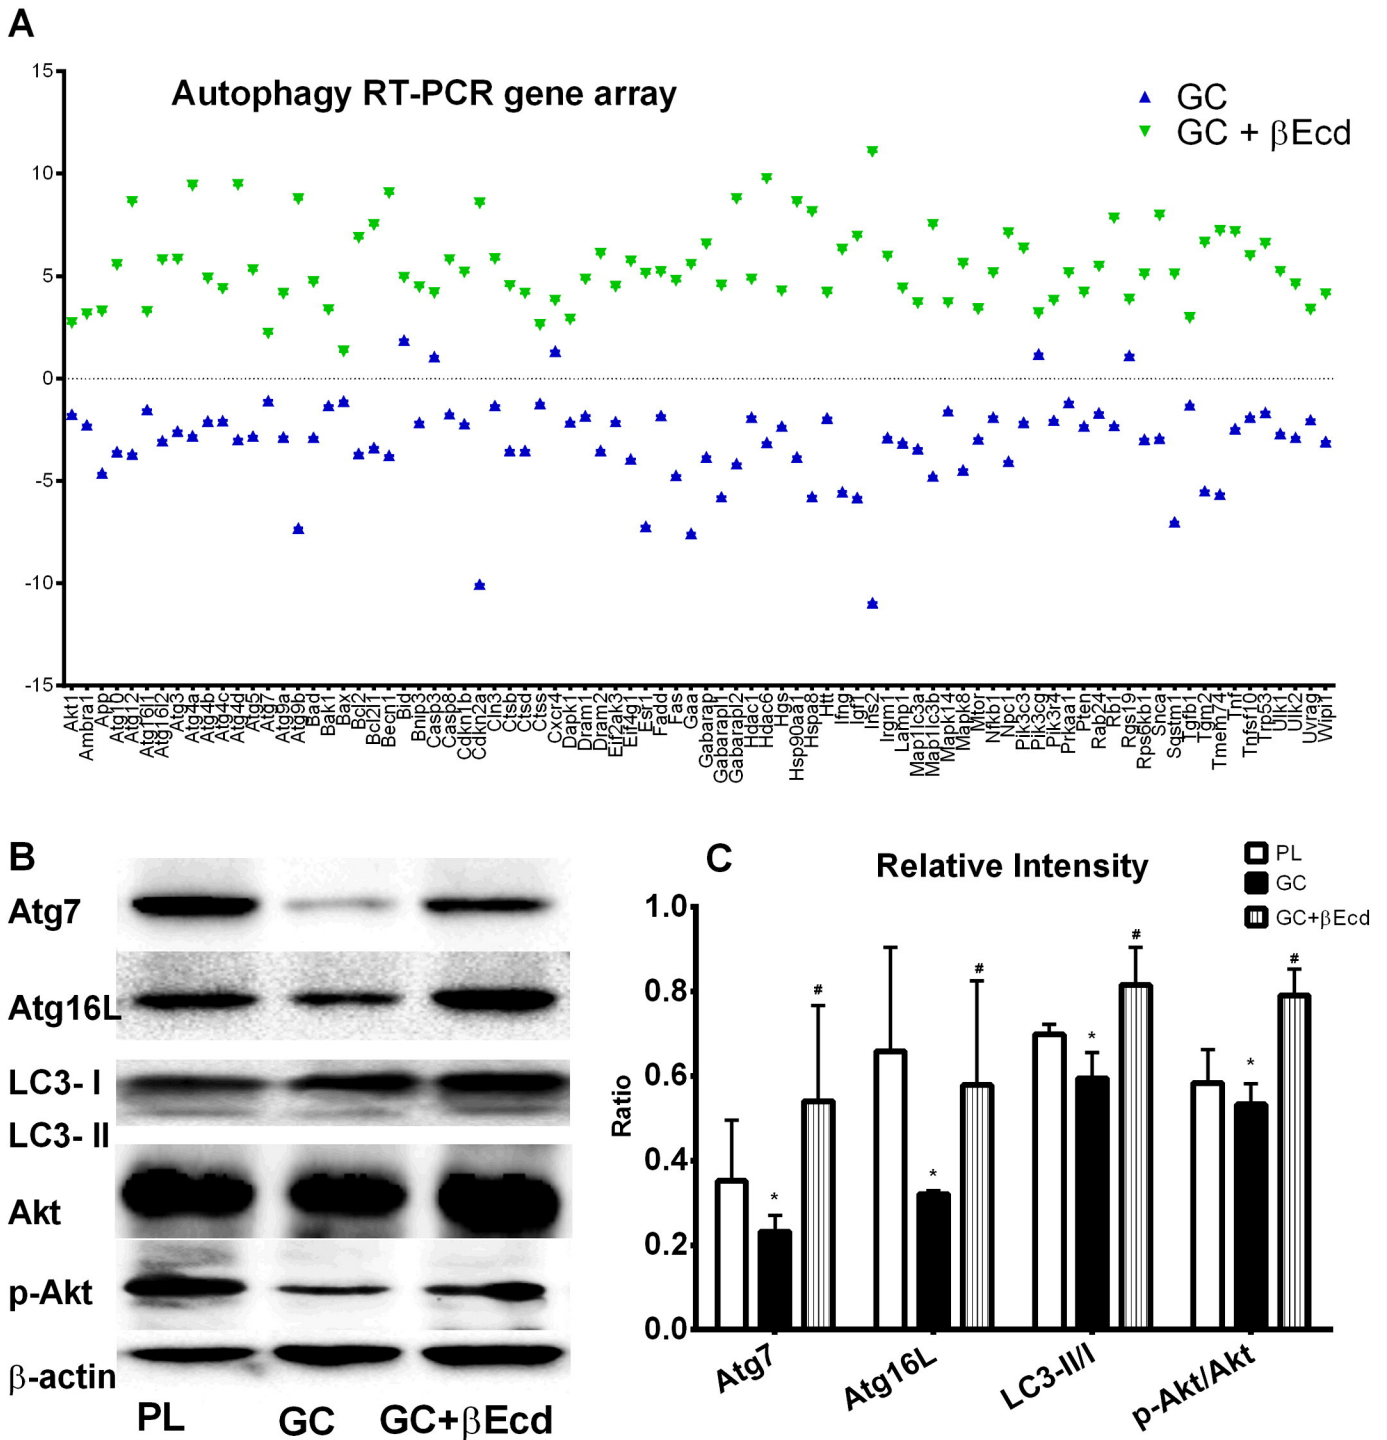 A
Autophagy RT-PCR gene array
GC
GC + βEcd
15
10
5
0
-5
-10
-15
Akt1
Ambra1
App
Atg10
Atg12
Atg16l1
Atg16l2
Atg3
Atg4a
Atg4b
Atg4c
Atg4d
Atg5
Atg7
Atg9a
Atg9b
Bad
Bak1
Bax
Bcl2
Bcl2l1
Becn1
Bid
Bnip3
Casp3
Casp8
Cdkn1b
Cdkn2a
Cln3
Ctsb
Ctsd
Ctss
Cxcr4
Dapk1
Dram1
Dram2
Eif2ak3
Eif4g1
Esr1
Fadd
Fas
Gaa
Gabarap
Gabarapl1
Gabarapl2
Hdac1
Hdac6
Hgs
Hsp90aa1
Hspa8
Htt
Ifng
Igf1
Ins2
Irgm1
Lamp1
Map1lc3a
Map1lc3b
Mapk14
Mapk8
Mtor
Nfkb1
Npc1
Pik3c3
Pik3cg
Pik3r4
Prkaa1
Pten
Rab24
Rb1
Rgs19
Rps6kb1
Snca
Sqstm1
Tgfb1
Tgm2
Tmem74
Tnf
Tnfsf10
Trp53
Ulk1
Ulk2
Uvrag
Wipi1
B
Atg7
Atg16L
LC3- I
LC3- II
Akt
p-Akt
β-actin
PL
GC
GC+βEcd
C
Relative Intensity
PL
GC
GC+βEcd
Ratio
1.0
0.8
0.6
0.4
0.2
0.0
*
#
*
#
*
#
*
#
Atg7
Atg16L
LC3-II/I
p-Akt/Akt